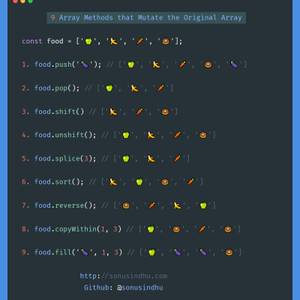 9 Array Methods that Mutate the Original Array
const food = ['🍏', '🍌', '🥕', '🍩'];
1. food.push('🍆'); // ['🍏', '🍌', '🥕', '🍩', '🍆']
2. food.pop(); // ['🍏', '🍌', '🥕']
3. food.shift() // ['🍌', '🥕', '🍩']
4. food.unshift(); // ['🍏', '🍌', '🥕', '🍩']
5. food.splice(3); // ['🍏', '🍌', '🥕']
6. food.sort(); // ['🍌', '🍏', '🍩', '🥕']
7. food.reverse(); // ['🍩', '🥕', '🍌', '🍏']
8. food.copyWithin(1, 3) // ['🍏', '🍩', '🥕', '🍩']
9. food.fill('🍆', 1, 3) // ['🍏', '🍆', '🍆', '🍩']
http://sonusindhu.com
Github: @sonusindhu